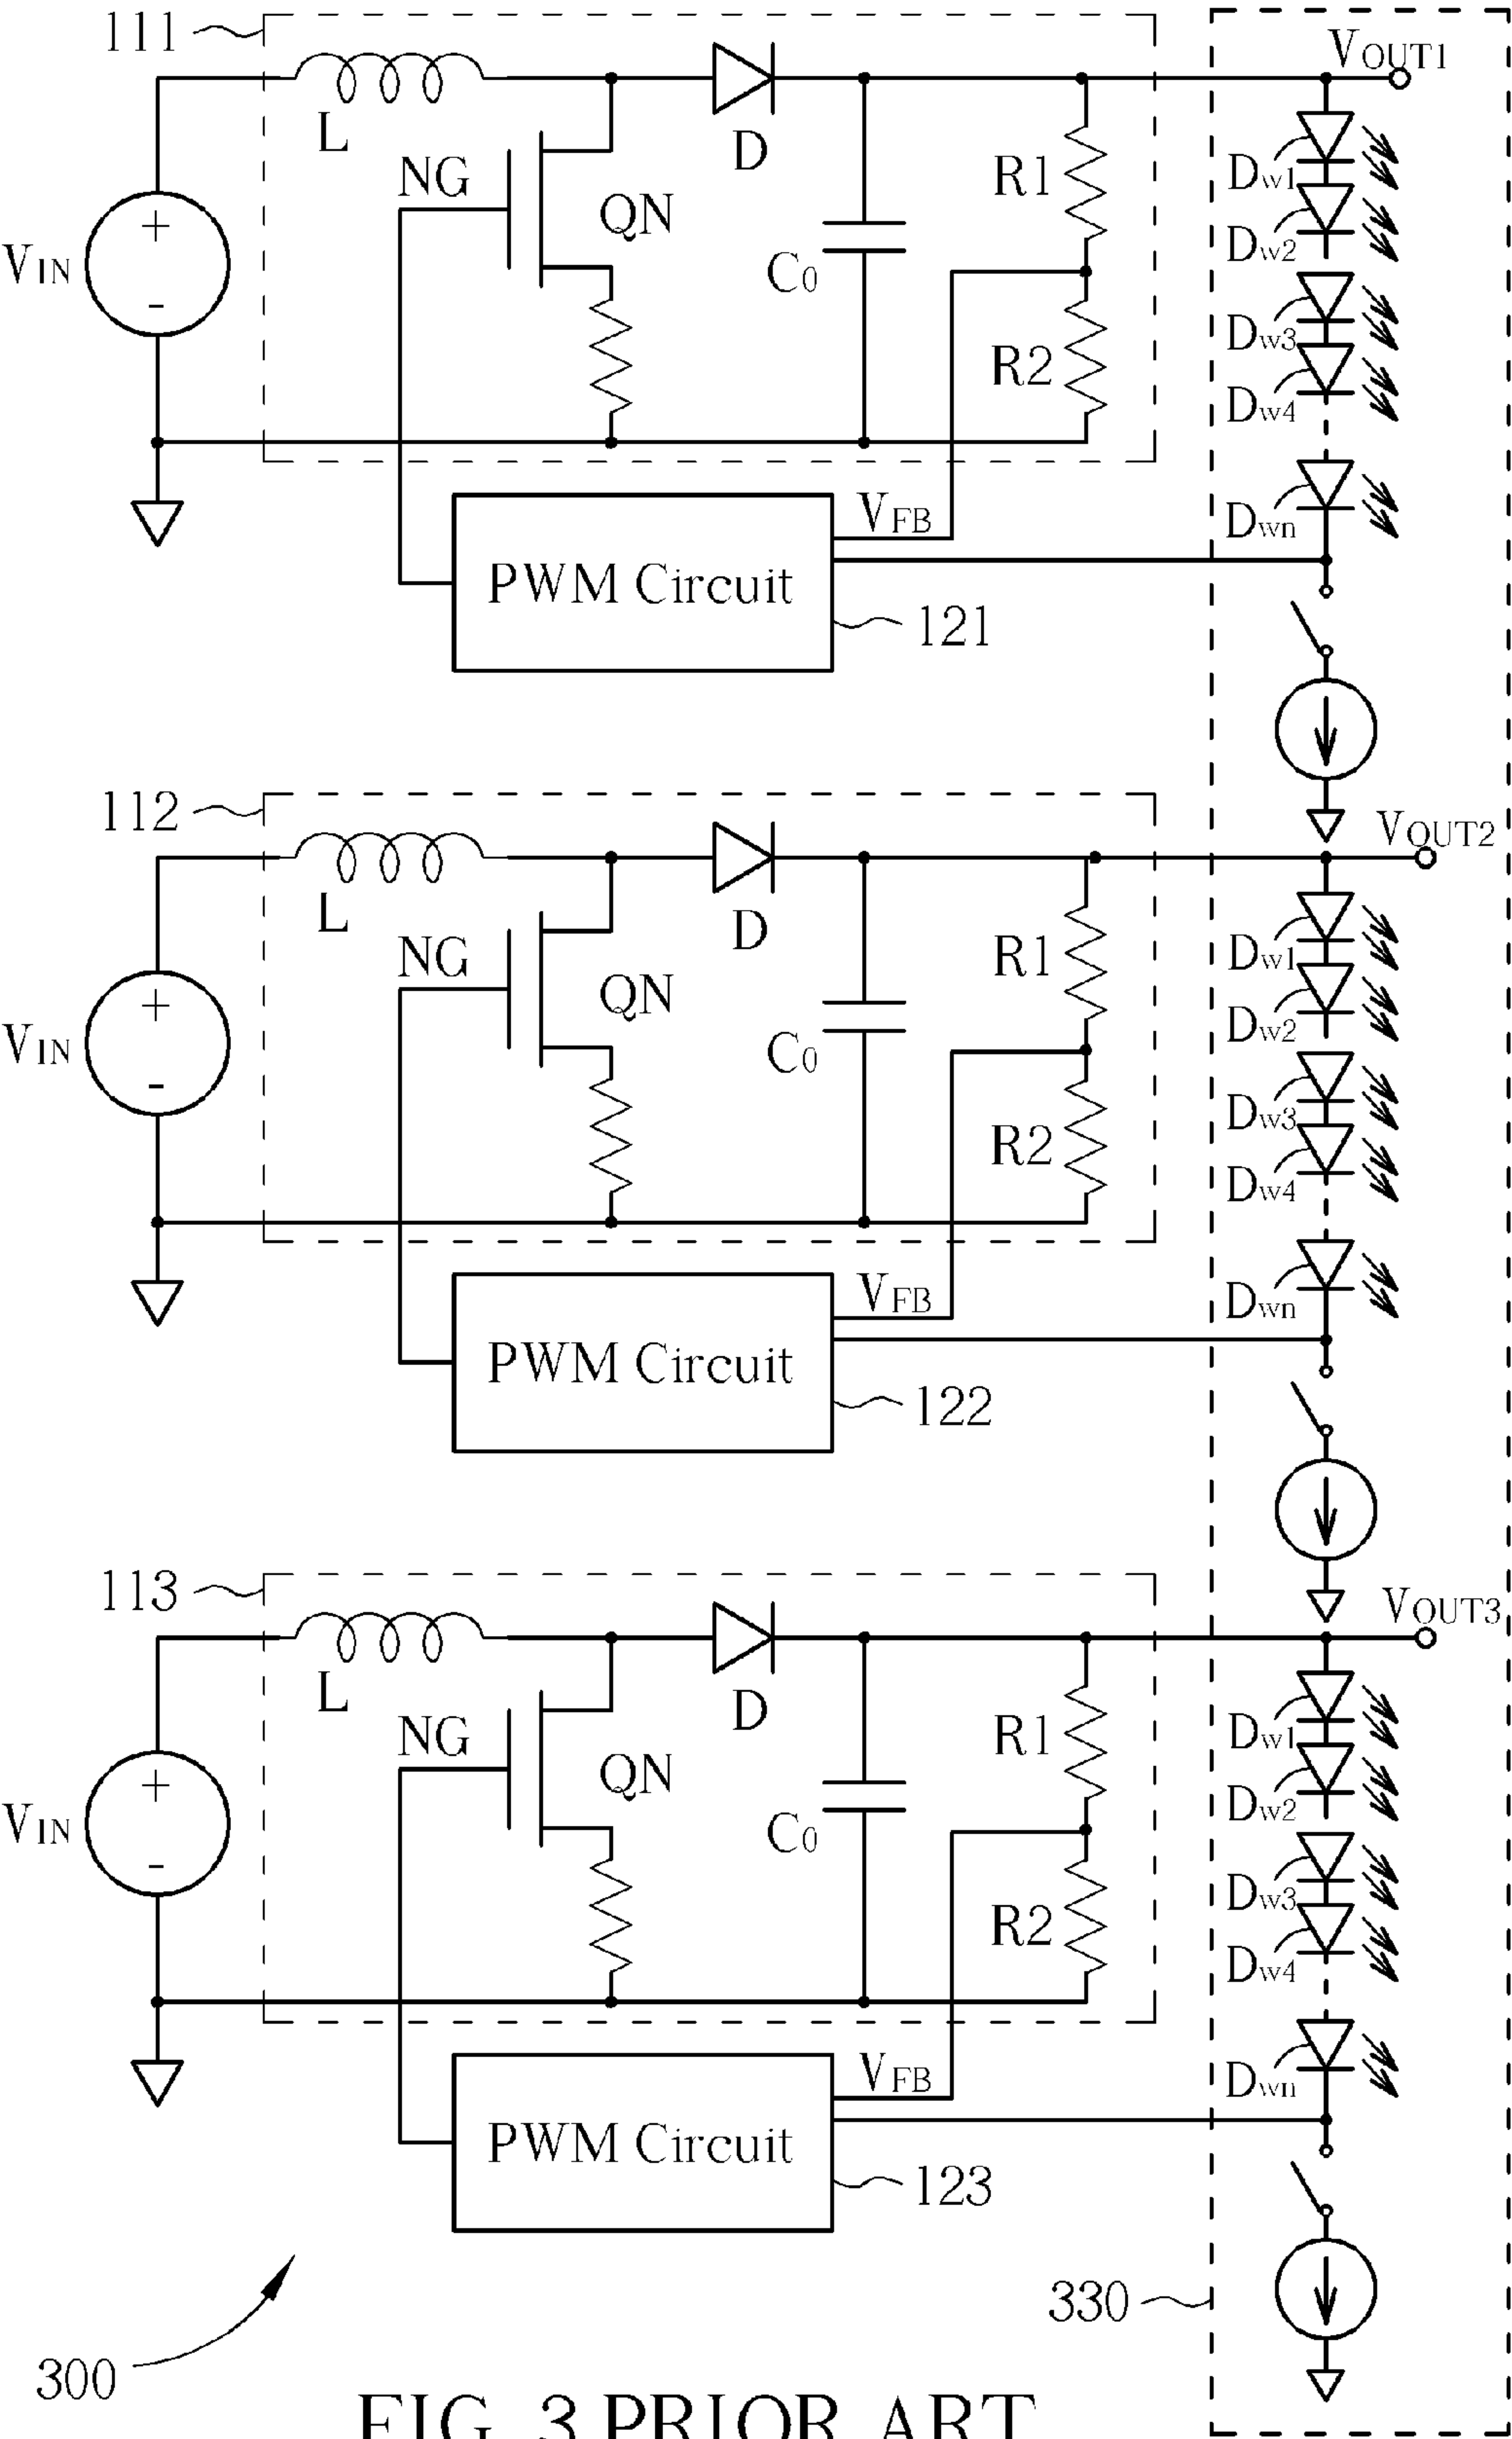 111
VOUT1
L
D
NG
QN
R1
Dw1
Dw2
+
VIN
-
C0
R2
Dw3
Dw4
Dwn
VFB
PWM Circuit
121
112
VOUT2
L
D
NG
QN
R1
Dw1
Dw2
+
VIN
-
C0
R2
Dw3
Dw4
Dwn
VFB
PWM Circuit
122
113
VOUT3
L
D
NG
QN
R1
Dw1
Dw2
+
VIN
-
C0
R2
Dw3
Dw4
Dwn
VFB
PWM Circuit
123
330
300
FIG. 3 PRIOR ART